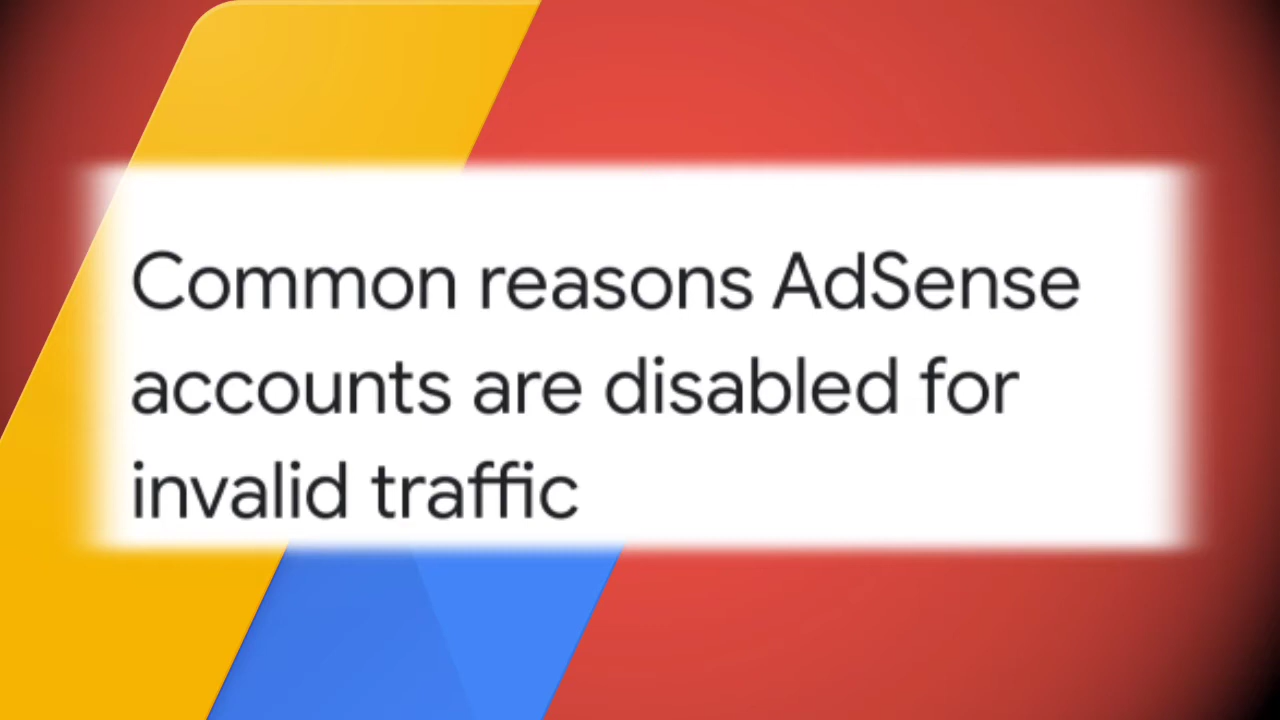 Common reasons AdSense
accounts are disabled for
invalid traffic